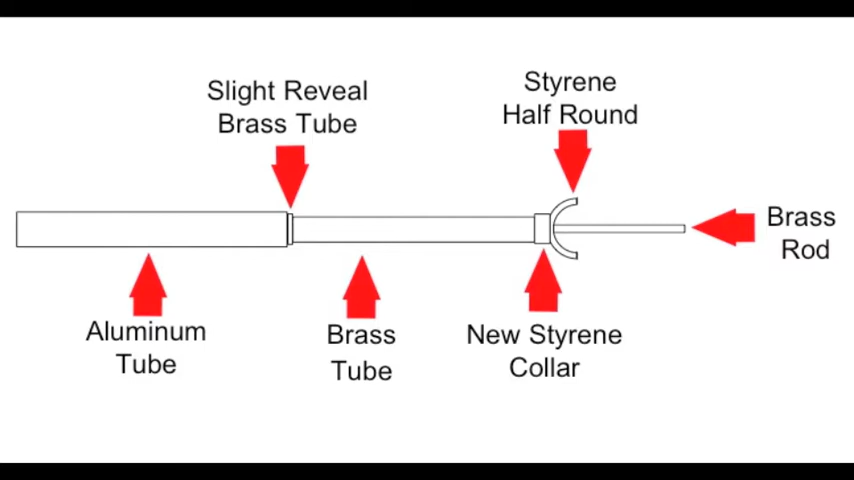 Slight Reveal
Brass Tube
Styrene
Half Round
Brass
Rod
Aluminum
Tube
Brass
Tube
New Styrene
Collar